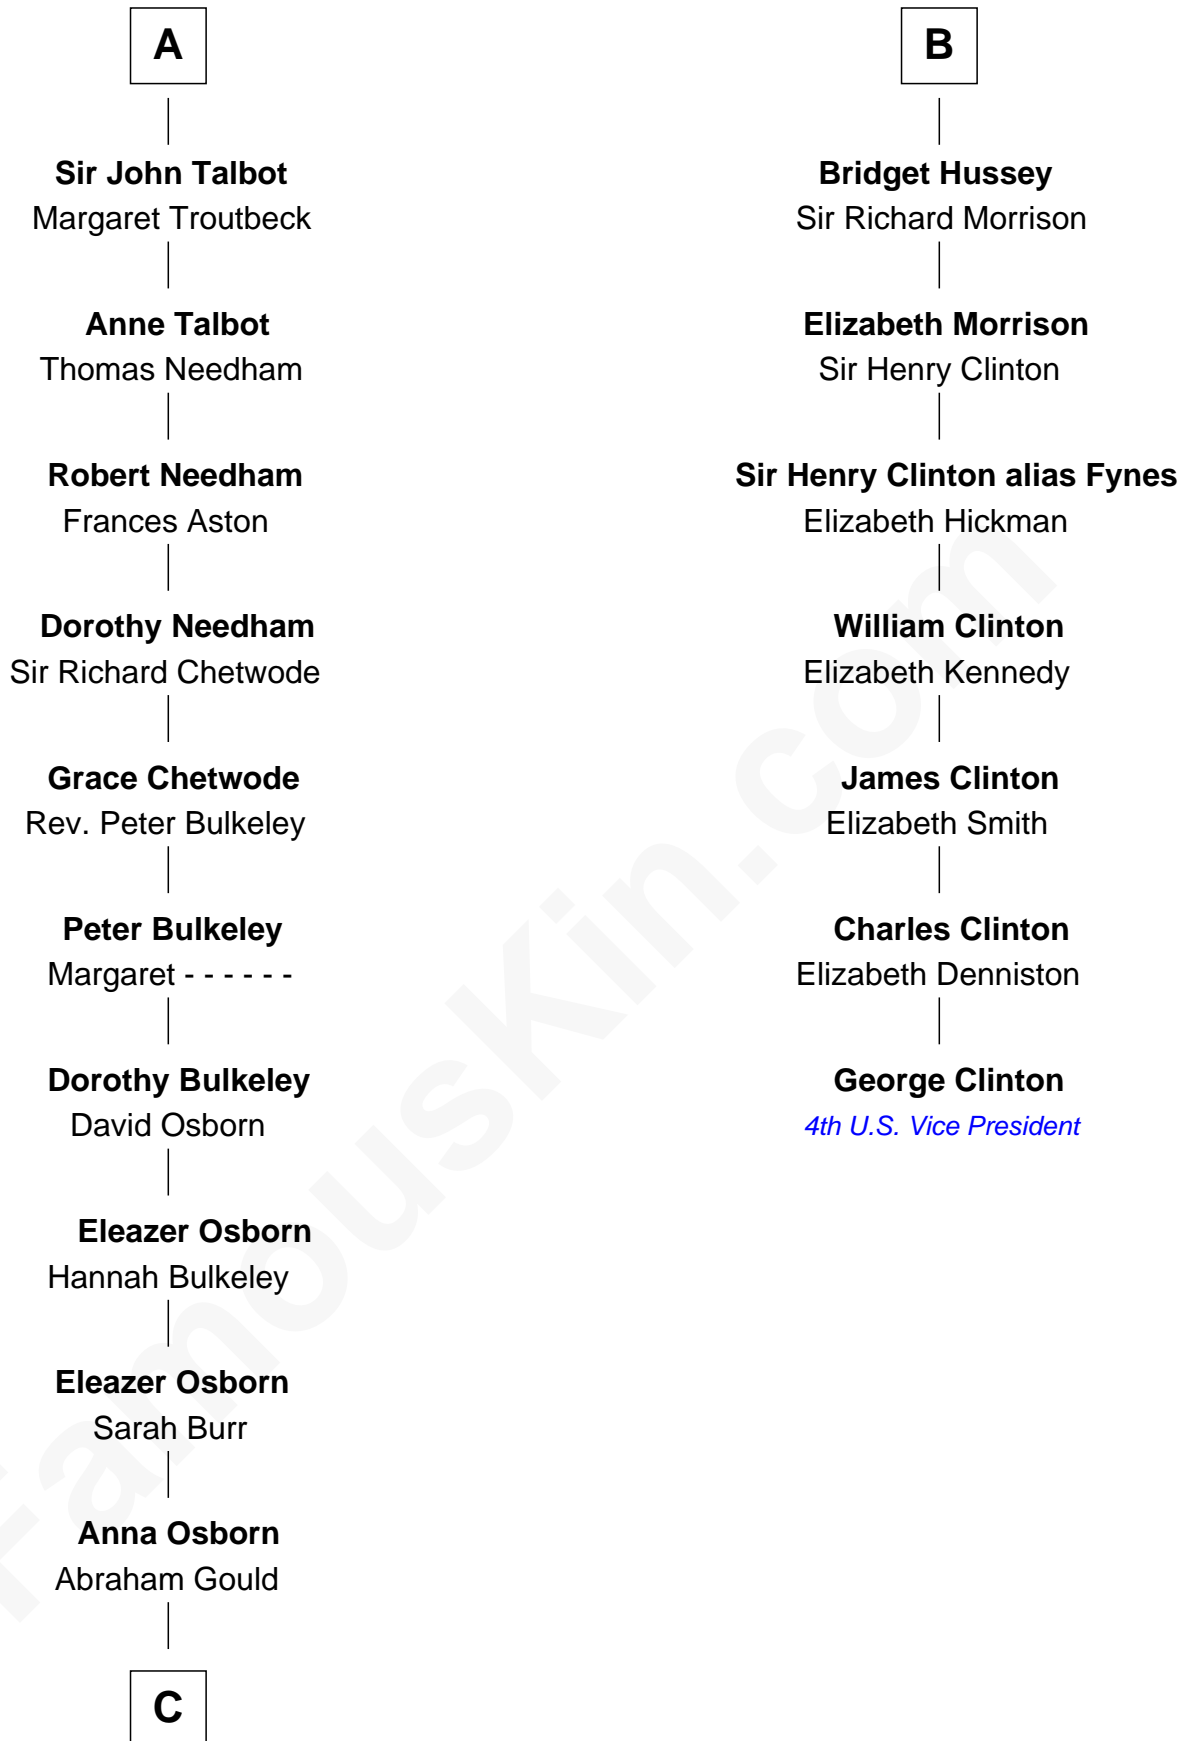 A
Sir John Talbot
Margaret Troutbeck
Anne Talbot
Thomas Needham
Robert Needham
Frances Aston
Dorothy Needham
Sir Richard Chetwode
Grace Chetwode
Rev. Peter Bulkeley
Peter Bulkeley
Margaret - - - - - -
Dorothy Bulkeley
David Osborn
Eleazer Osborn
Hannah Bulkeley
Eleazer Osborn
Sarah Burr
Anna Osborn
Abraham Gould
C
B
Bridget Hussey
Sir Richard Morrison
Elizabeth Morrison
Sir Henry Clinton
Sir Henry Clinton alias Fynes
Elizabeth Hickman
William Clinton
Elizabeth Kennedy
James Clinton
Elizabeth Smith
Charles Clinton
Elizabeth Denniston
George Clinton
4th U.S. Vice President
FamousKin.com